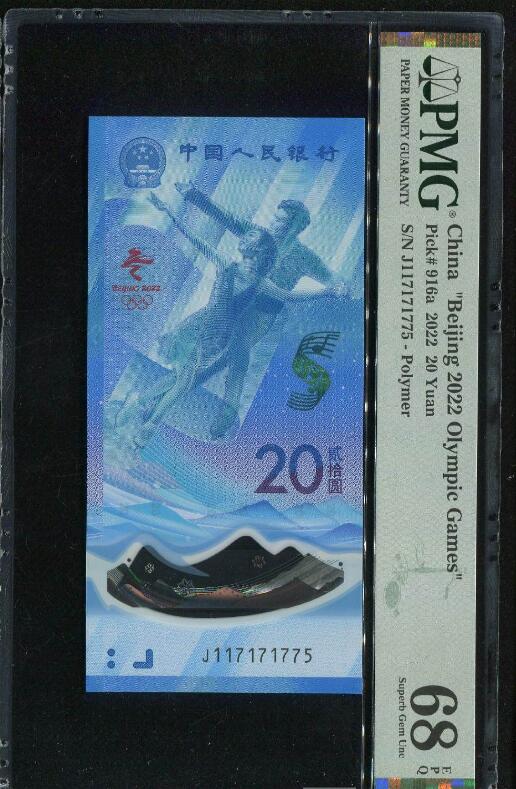 中国人民银行
BEIJING 2022
20
贰拾圆
J117171775
PMG®
PAPER MONEY GUARANTY
China "Beijing 2022 Olympic Games"
Pick# 916a 2022 20 Yuan
S/N J117171775 - Polymer
68 EPQ
Superb Gem Unc